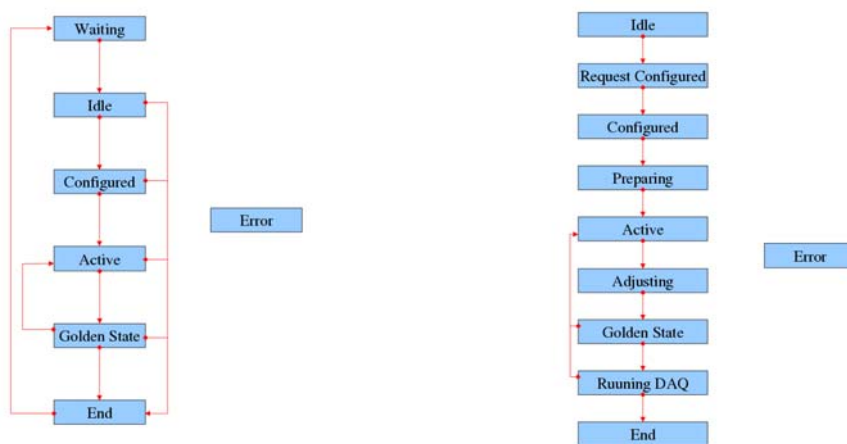 Waiting
Idle
Configured
Error
Active
Golden State
End
Idle
Request Configured
Configured
Preparing
Active
Error
Adjusting
Golden State
Ruuning DAQ
End